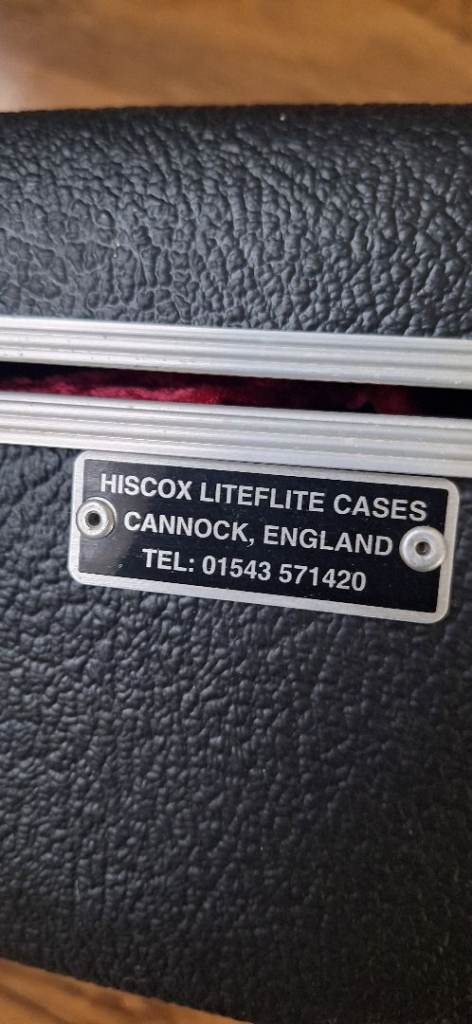 HISCOX LITEFLITE CASES
CANNOCK, ENGLAND
TEL: 01543 571420